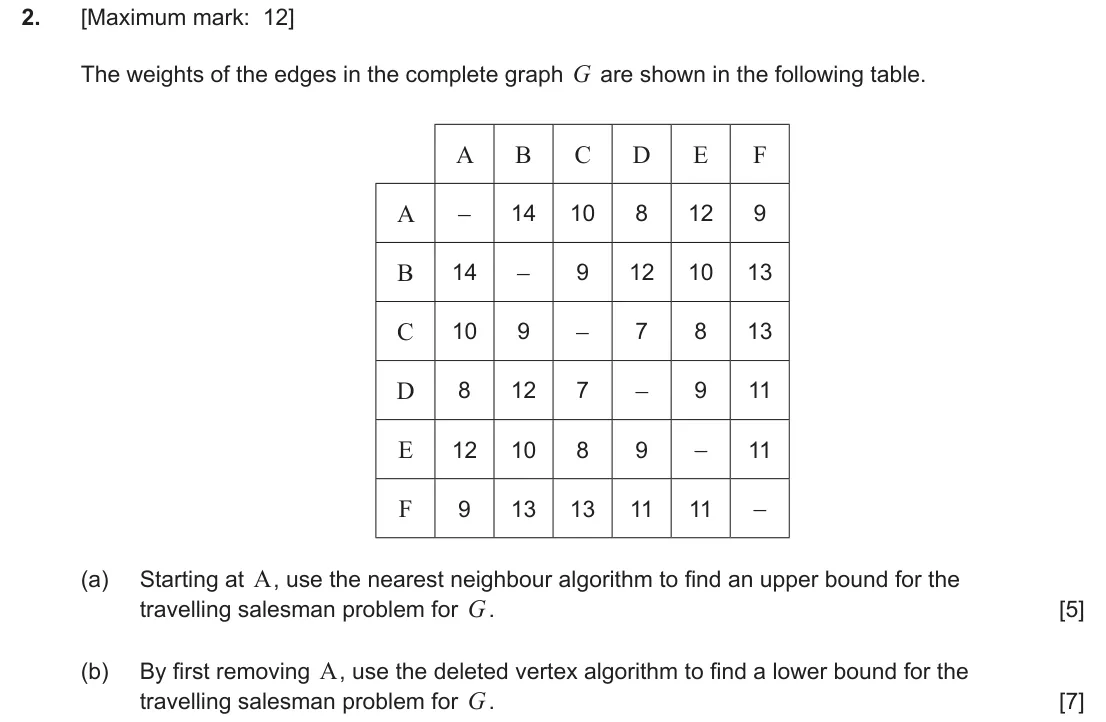 2. [Maximum mark: 12]
The weights of the edges in the complete graph G are shown in the following table.
A B C D E F
A – 14 10 8 12 9
B 14 – 9 12 10 13
C 10 9 – 7 8 13
D 8 12 7 – 9 11
E 12 10 8 9 – 11
F 9 13 13 11 11 –
(a) Starting at A, use the nearest neighbour algorithm to find an upper bound for the
travelling salesman problem for G. [5]
(b) By first removing A, use the deleted vertex algorithm to find a lower bound for the
travelling salesman problem for G. [7]